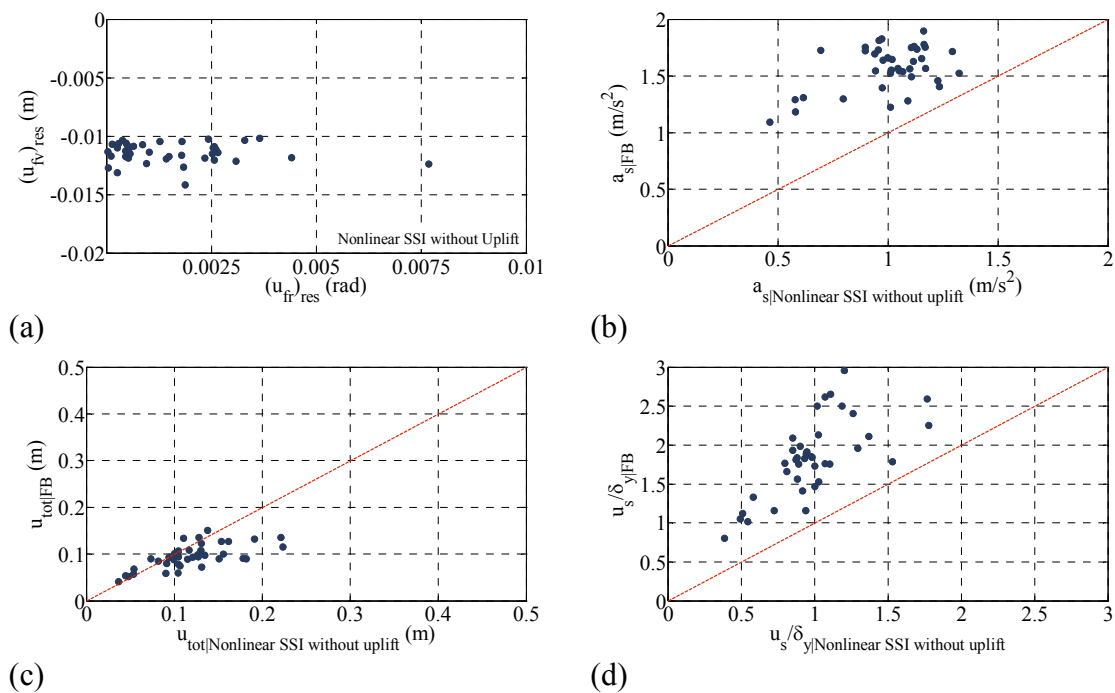 0
-0.005
-0.01
-0.015
-0.02
(u_fv)_res (m)
Nonlinear SSI without Uplift
0.0025 0.005 0.0075 0.01
(u_fr)_res (rad)
(a)
2
1.5
1
0.5
0
a_s|FB (m/s²)
0 0.5 1 1.5 2
a_s|Nonlinear SSI without uplift (m/s²)
(b)
0.5
0.4
0.3
0.2
0.1
0
u_tot|FB (m)
0 0.1 0.2 0.3 0.4 0.5
u_tot|Nonlinear SSI without uplift (m)
(c)
3
2.5
2
1.5
1
0.5
0
u_s/δ_y|FB
0 0.5 1 1.5 2 2.5 3
u_s/δ_y|Nonlinear SSI without uplift
(d)